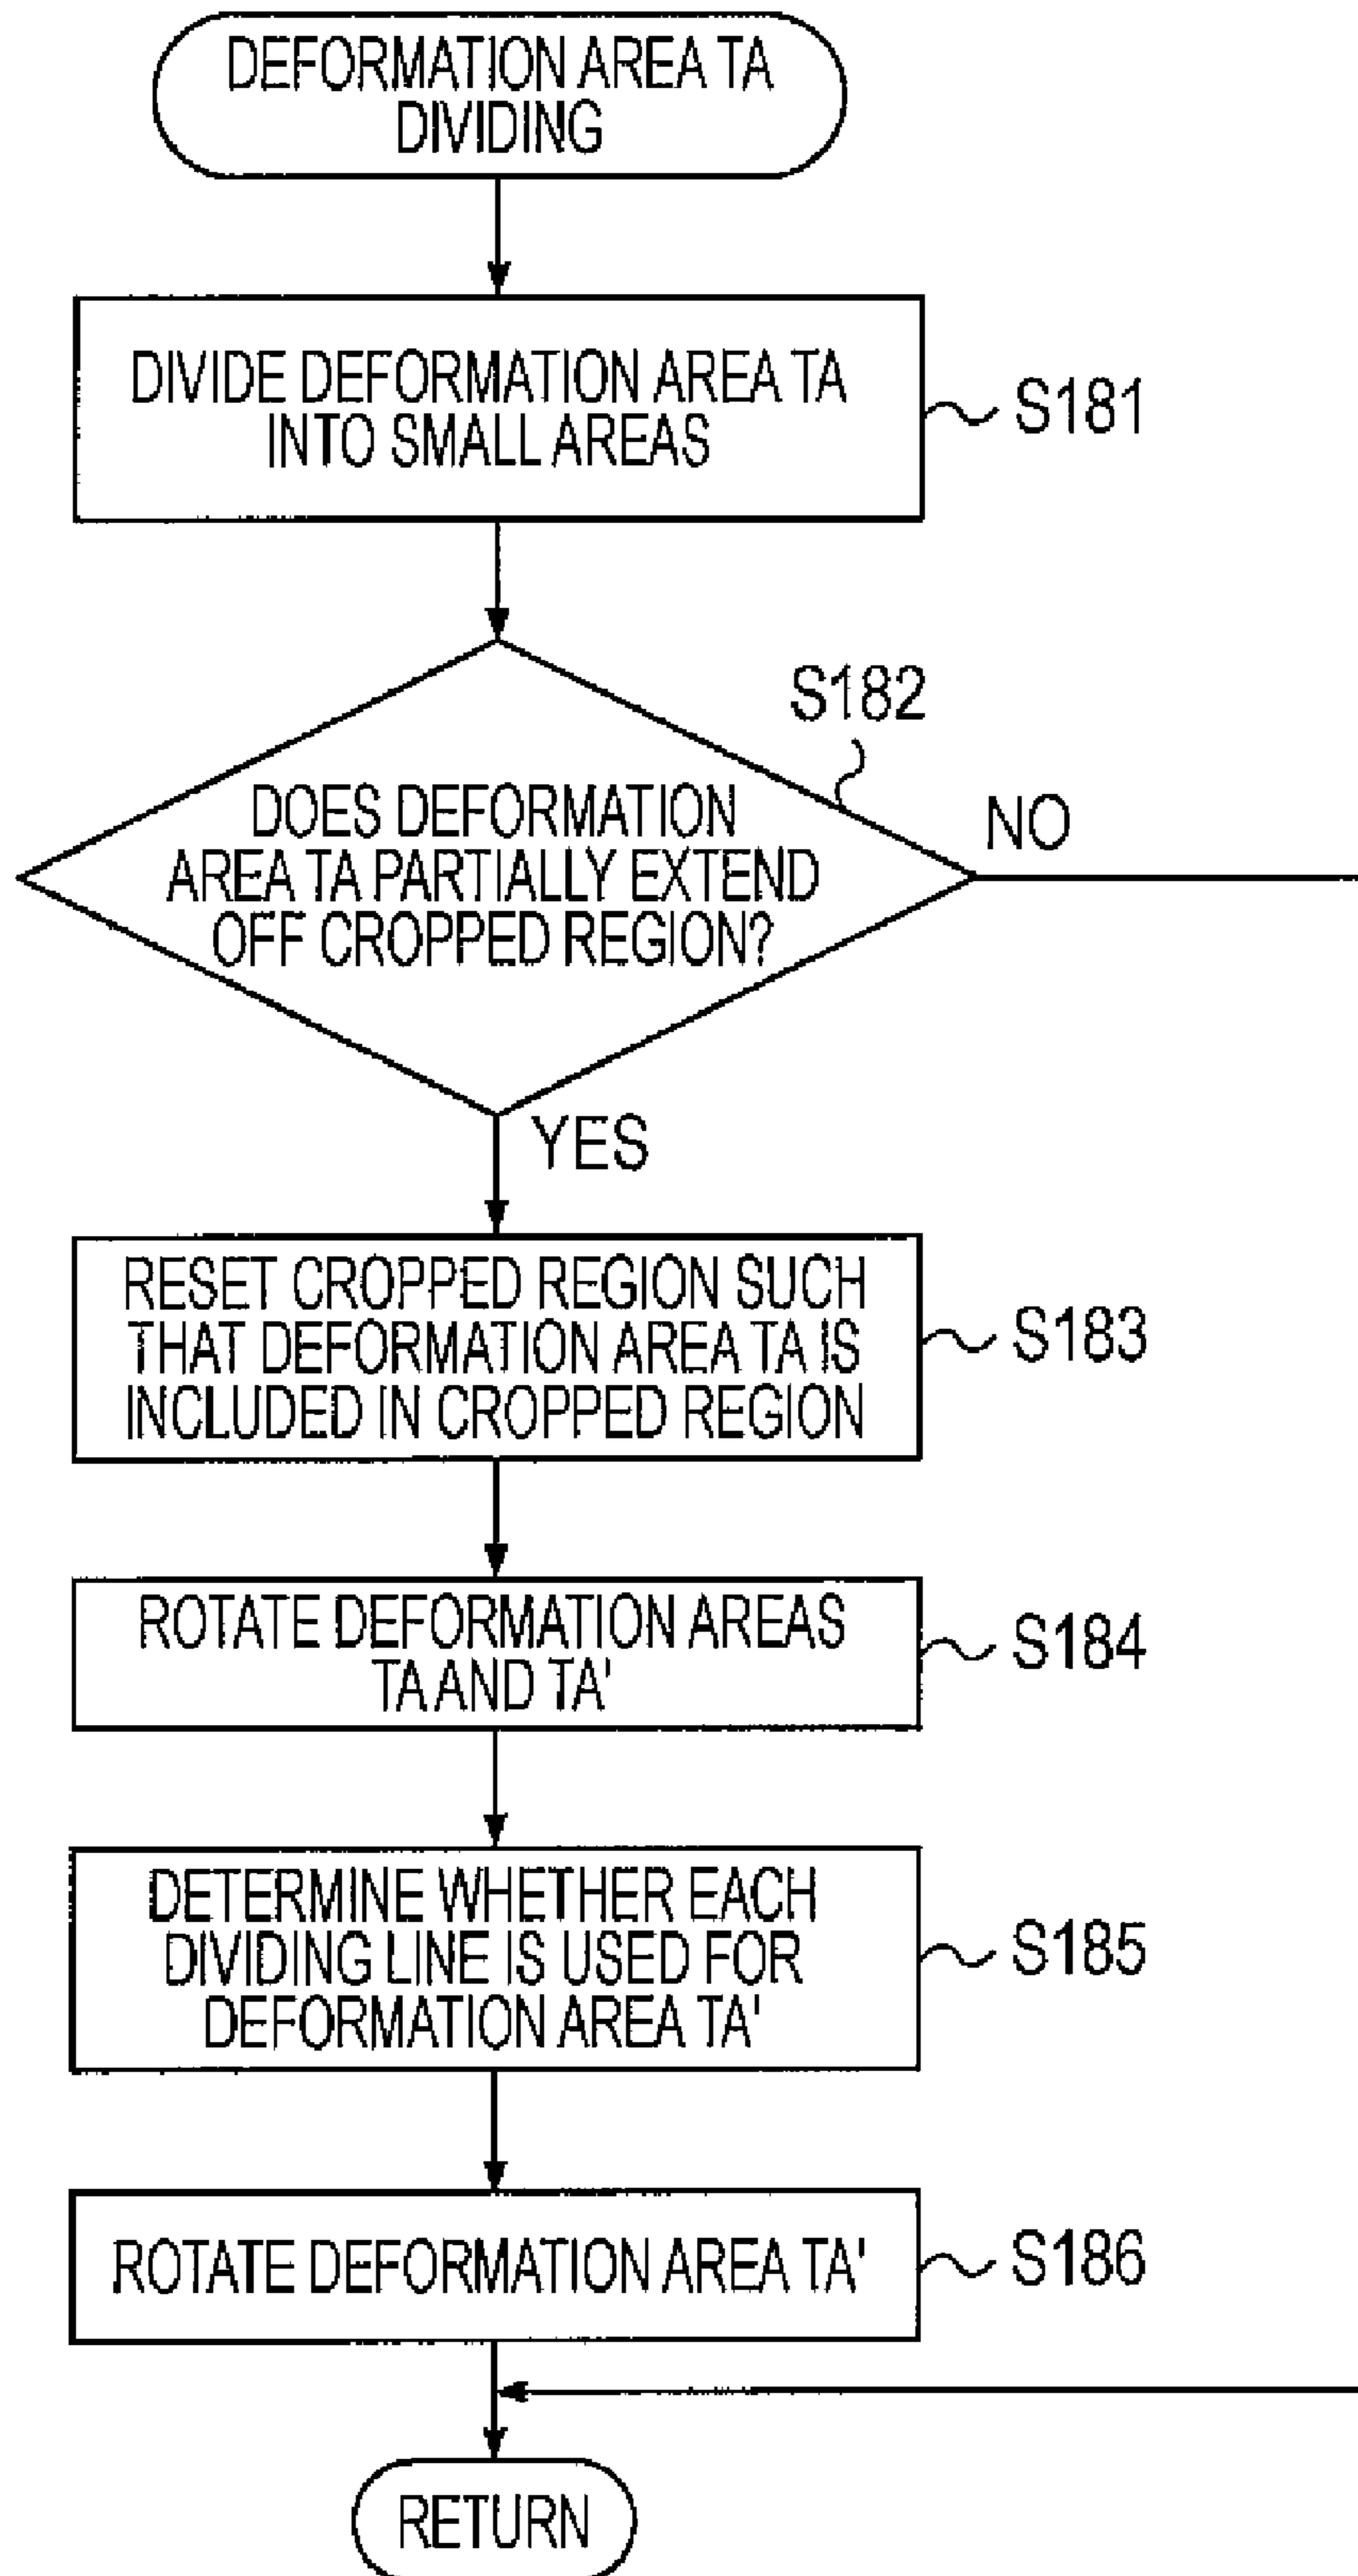 DEFORMATION AREA TA
DIVIDING
DIVIDE DEFORMATION AREA TA
INTO SMALL AREAS
S181
S182
DOES DEFORMATION
AREA TA PARTIALLY EXTEND
OFF CROPPED REGION?
NO
YES
RESET CROPPED REGION SUCH
THAT DEFORMATION AREA TA IS
INCLUDED IN CROPPED REGION
S183
ROTATE DEFORMATION AREAS
TA AND TA'
S184
DETERMINE WHETHER EACH
DIVIDING LINE IS USED FOR
DEFORMATION AREA TA'
S185
ROTATE DEFORMATION AREA TA'
S186
RETURN